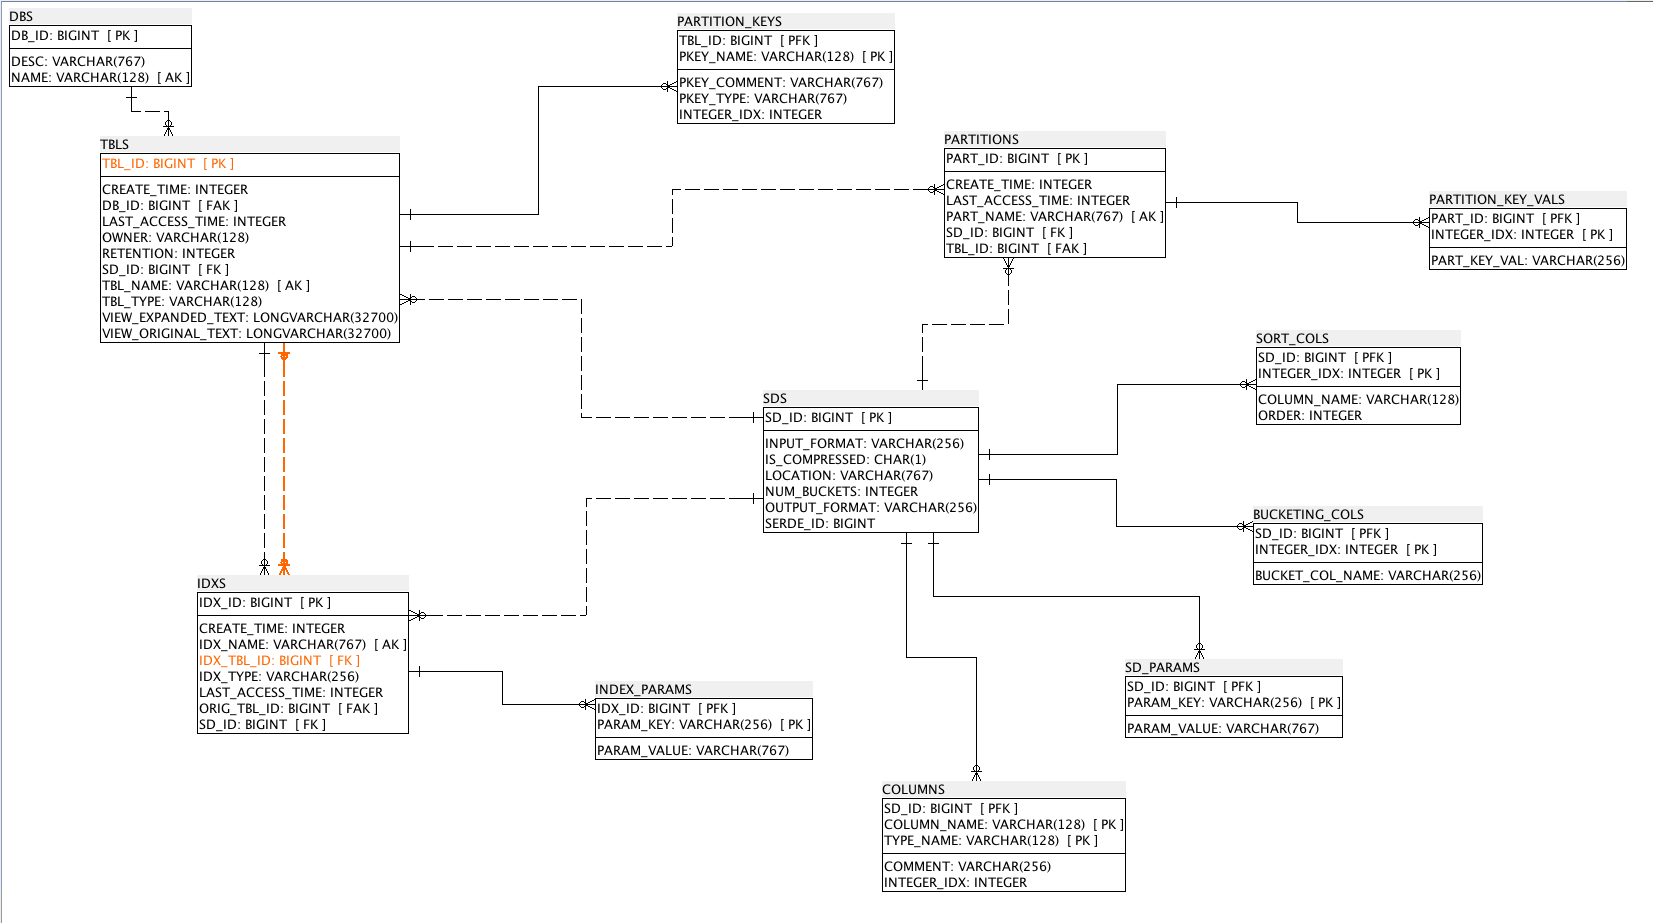 DBS
DB_ID: BIGINT [ PK ]
DESC: VARCHAR(767)
NAME: VARCHAR(128) [ AK ]
PARTITION_KEYS
TBL_ID: BIGINT [ PFK ]
PKEY_NAME: VARCHAR(128) [ PK ]
PKEY_COMMENT: VARCHAR(767)
PKEY_TYPE: VARCHAR(767)
INTEGER_IDX: INTEGER
TBLS
TBL_ID: BIGINT [ PK ]
CREATE_TIME: INTEGER
DB_ID: BIGINT [ FAK ]
LAST_ACCESS_TIME: INTEGER
OWNER: VARCHAR(128)
RETENTION: INTEGER
SD_ID: BIGINT [ FK ]
TBL_NAME: VARCHAR(128) [ AK ]
TBL_TYPE: VARCHAR(128)
VIEW_EXPANDED_TEXT: LONGVARCHAR(32700)
VIEW_ORIGINAL_TEXT: LONGVARCHAR(32700)
PARTITIONS
PART_ID: BIGINT [ PK ]
CREATE_TIME: INTEGER
LAST_ACCESS_TIME: INTEGER
PART_NAME: VARCHAR(767) [ AK ]
SD_ID: BIGINT [ FK ]
TBL_ID: BIGINT [ FAK ]
PARTITION_KEY_VALS
PART_ID: BIGINT [ PFK ]
INTEGER_IDX: INTEGER [ PK ]
PART_KEY_VAL: VARCHAR(256)
SORT_COLS
SD_ID: BIGINT [ PFK ]
INTEGER_IDX: INTEGER [ PK ]
COLUMN_NAME: VARCHAR(128)
ORDER: INTEGER
SDS
SD_ID: BIGINT [ PK ]
INPUT_FORMAT: VARCHAR(256)
IS_COMPRESSED: CHAR(1)
LOCATION: VARCHAR(767)
NUM_BUCKETS: INTEGER
OUTPUT_FORMAT: VARCHAR(256)
SERDE_ID: BIGINT
BUCKETING_COLS
SD_ID: BIGINT [ PFK ]
INTEGER_IDX: INTEGER [ PK ]
BUCKET_COL_NAME: VARCHAR(256)
IDXS
IDX_ID: BIGINT [ PK ]
CREATE_TIME: INTEGER
IDX_NAME: VARCHAR(767) [ AK ]
IDX_TBL_ID: BIGINT [ FK ]
IDX_TYPE: VARCHAR(256)
LAST_ACCESS_TIME: INTEGER
ORIG_TBL_ID: BIGINT [ FAK ]
SD_ID: BIGINT [ FK ]
INDEX_PARAMS
IDX_ID: BIGINT [ PFK ]
PARAM_KEY: VARCHAR(256) [ PK ]
PARAM_VALUE: VARCHAR(767)
SD_PARAMS
SD_ID: BIGINT [ PFK ]
PARAM_KEY: VARCHAR(256) [ PK ]
PARAM_VALUE: VARCHAR(767)
COLUMNS
SD_ID: BIGINT [ PFK ]
COLUMN_NAME: VARCHAR(128) [ PK ]
TYPE_NAME: VARCHAR(128) [ PK ]
COMMENT: VARCHAR(256)
INTEGER_IDX: INTEGER